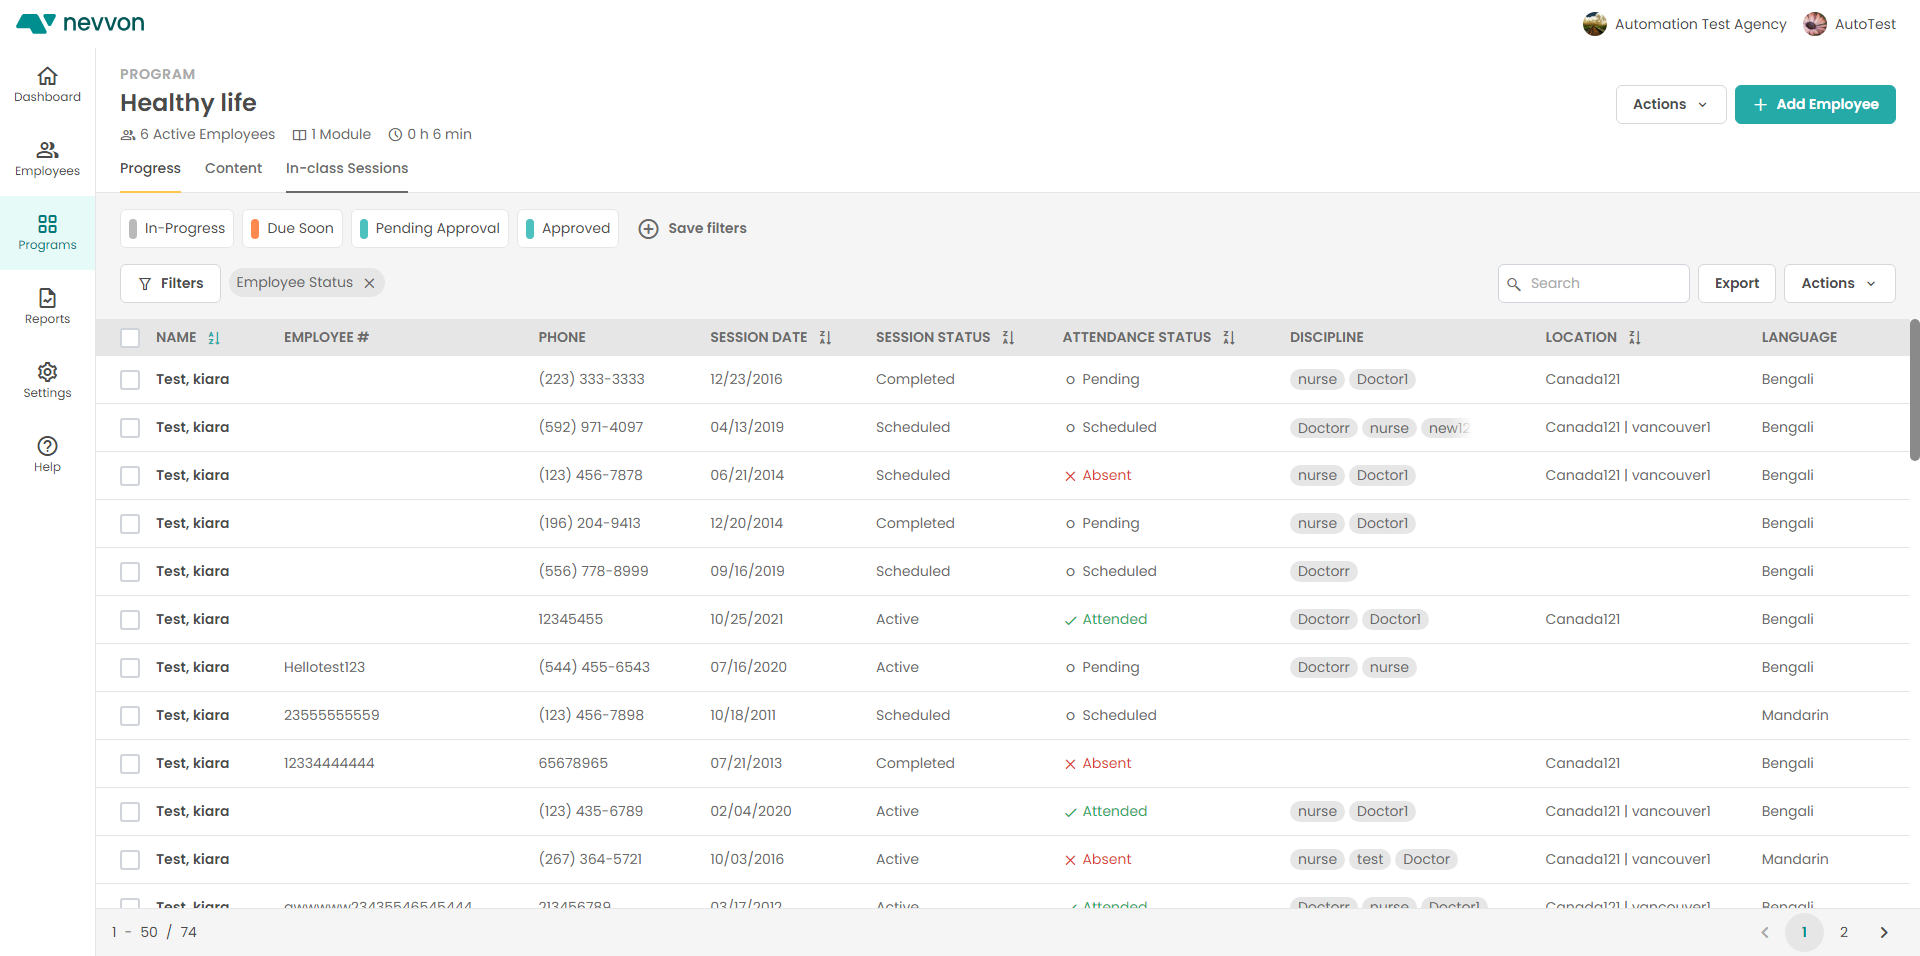 nevvon
Automation Test Agency
AutoTest
Dashboard
Employees
Programs
Reports
Settings
Help
PROGRAM
Healthy life
6 Active Employees 1 Module 0 h 6 min
Actions
Add Employee
Progress Content In-class Sessions
In-Progress Due Soon Pending Approval Approved Save filters
Filters Employee Status
Search Export Actions
NAME EMPLOYEE # PHONE SESSION DATE SESSION STATUS ATTENDANCE STATUS DISCIPLINE LOCATION LANGUAGE
Test, kiara (223) 333-3333 12/23/2016 Completed Pending nurse Doctor1 Canada121 Bengali
Test, kiara (592) 971-4097 04/13/2019 Scheduled Scheduled Doctorr nurse new12 Canada121 | vancouver1 Bengali
Test, kiara (123) 456-7878 06/21/2014 Scheduled Absent nurse Doctor1 Canada121 | vancouver1 Bengali
Test, kiara (196) 204-9413 12/20/2014 Completed Pending nurse Doctor1 Bengali
Test, kiara (556) 778-8999 09/16/2019 Scheduled Scheduled Doctorr Bengali
Test, kiara 12345455 10/25/2021 Active Attended Doctorr Doctor1 Canada121 Bengali
Test, kiara Hellotest123 (544) 455-6543 07/16/2020 Active Pending Doctorr nurse Bengali
Test, kiara 23555555559 (123) 456-7898 10/18/2011 Scheduled Scheduled Mandarin
Test, kiara 12334444444 65678965 07/21/2013 Completed Absent Canada121 Bengali
Test, kiara (123) 435-6789 02/04/2020 Active Attended nurse Doctor1 Canada121 | vancouver1 Bengali
Test, kiara (267) 364-5721 10/03/2016 Active Absent nurse test Doctor Canada121 | vancouver1 Mandarin
Test, kiara 213456789 03/17/2012 Active Attended Doctorr nurse Doctor1 Canada121 | vancouver1 Bengali
1 - 50 / 74
1 2